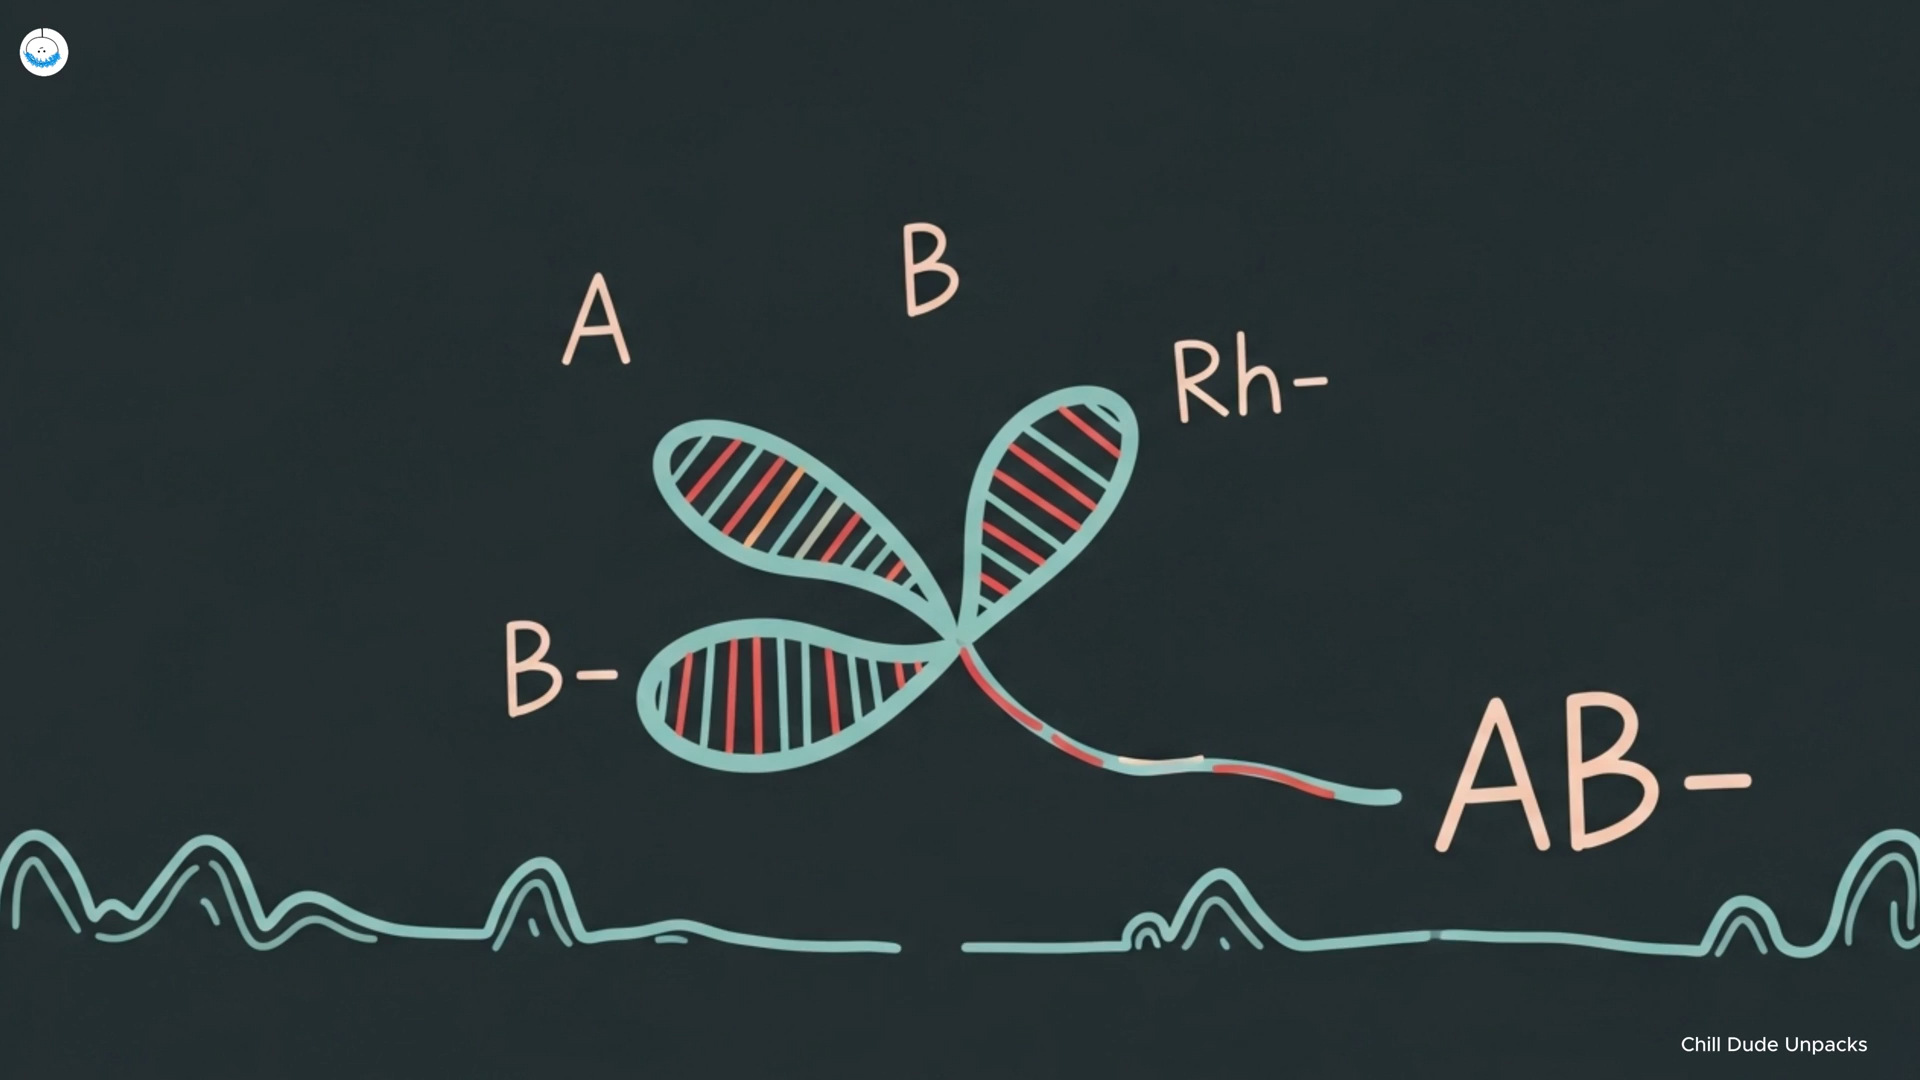 A
B
Rh-
B-
AB-
Chill Dude Unpacks